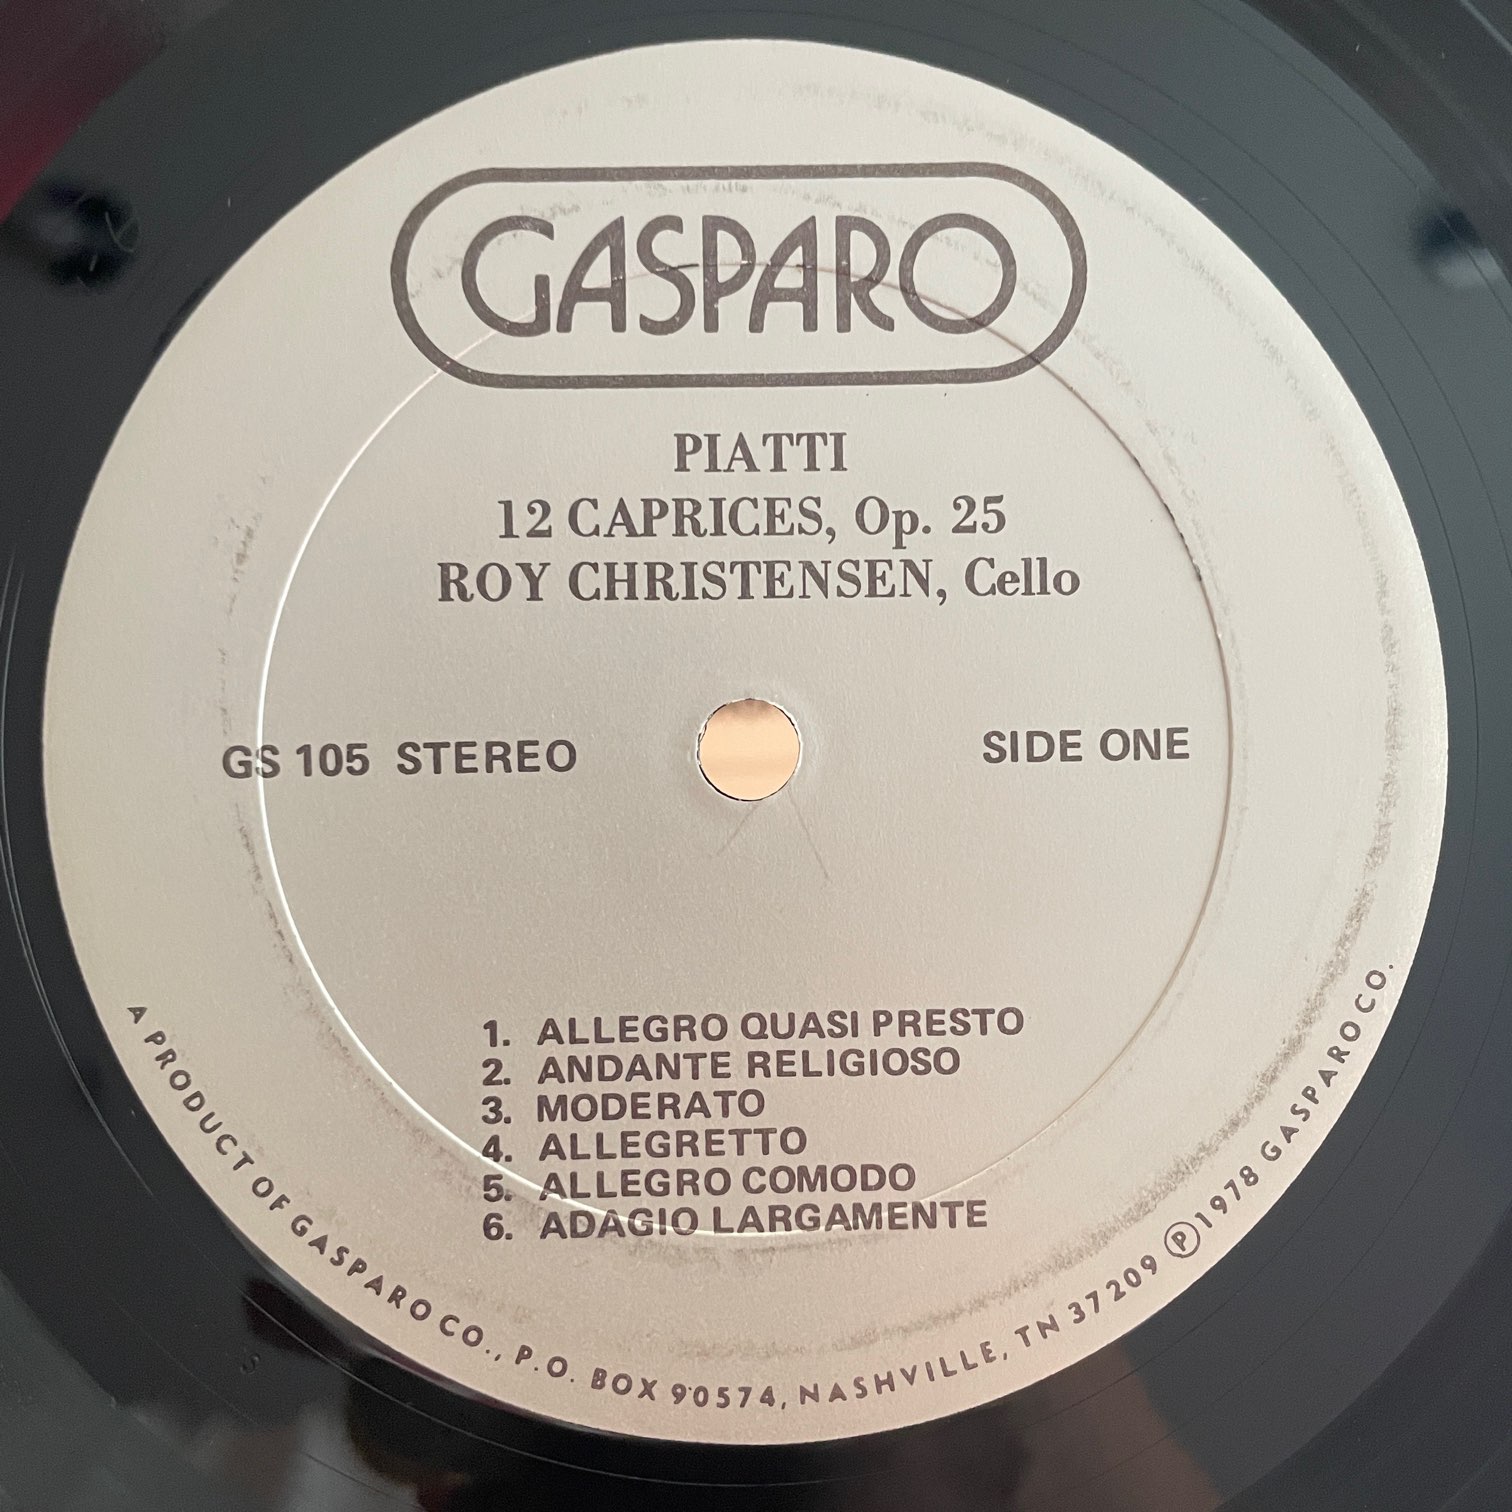 GASPARO
PIATTI
12 CAPRICES, Op. 25
ROY CHRISTENSEN, Cello
GS 105 STEREO
SIDE ONE
1. ALLEGRO QUASI PRESTO
2. ANDANTE RELIGIOSO
3. MODERATO
4. ALLEGRETTO
5. ALLEGRO COMODO
6. ADAGIO LARGAMENTE
A PRODUCT OF GASPARO CO., P.O. BOX 90574, NASHVILLE, TN 37209 Ⓟ 1978 GASPARO CO.